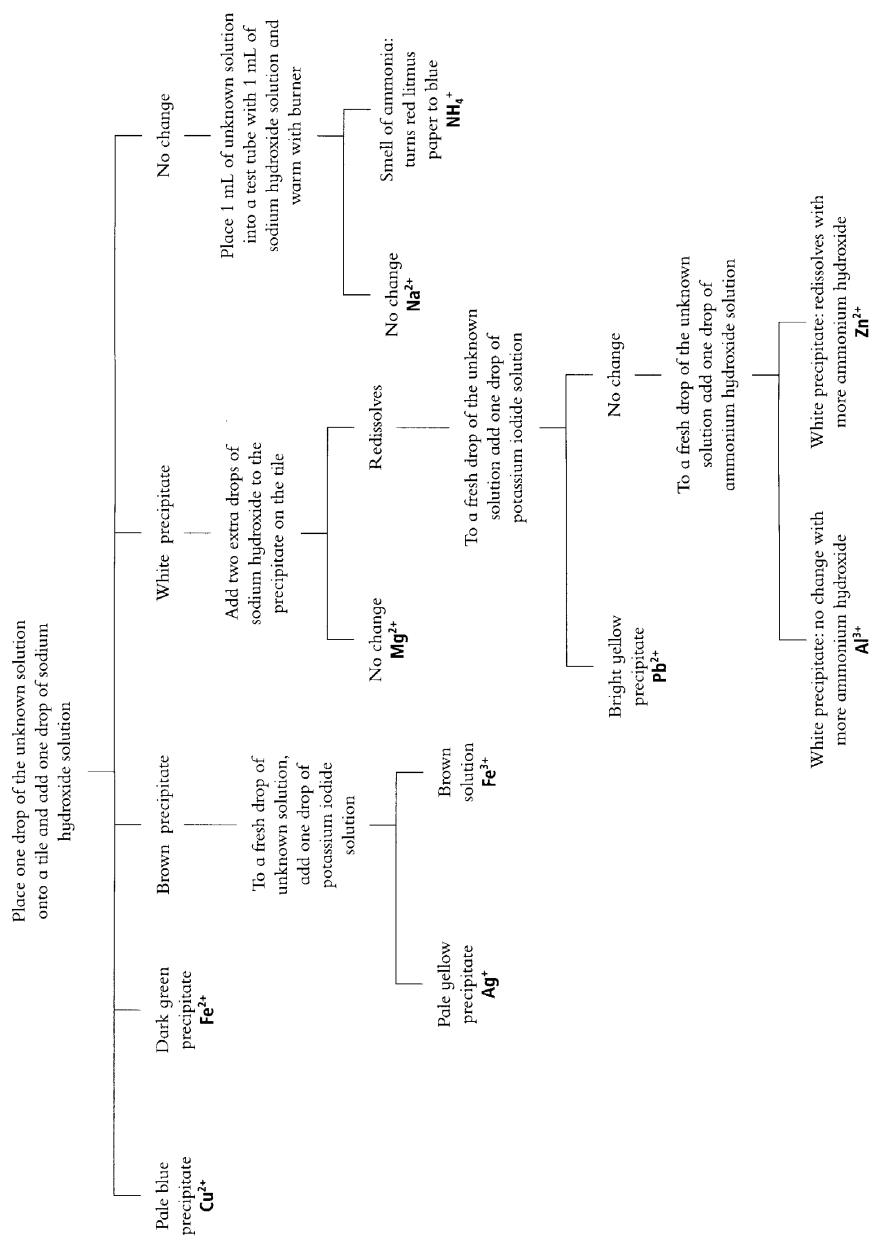 Place one drop of the unknown solution
onto a tile and add one drop of sodium
hydroxide solution
Pale blue
precipitate
Cu²⁺
Dark green
precipitate
Fe²⁺
Brown precipitate
To a fresh drop of
unknown solution,
add one drop of
potassium iodide
solution
Pale yellow
precipitate
Ag⁺
Brown
solution
Fe³⁺
White precipitate
Add two extra drops of
sodium hydroxide to the
precipitate on the tile
No change
Mg²⁺
Redissolves
To a fresh drop of the unknown
solution add one drop of
potassium iodide solution
Bright yellow
precipitate
Pb²⁺
No change
To a fresh drop of the unknown
solution add one drop of
ammonium hydroxide solution
White precipitate: no change with
more ammonium hydroxide
Al³⁺
White precipitate: redissolves with
more ammonium hydroxide
Zn²⁺
No change
Place 1 mL of unknown solution
into a test tube with 1 mL of
sodium hydroxide solution and
warm with burner
No change
Na²⁺
Smell of ammonia:
turns red litmus
paper to blue
NH₄⁺